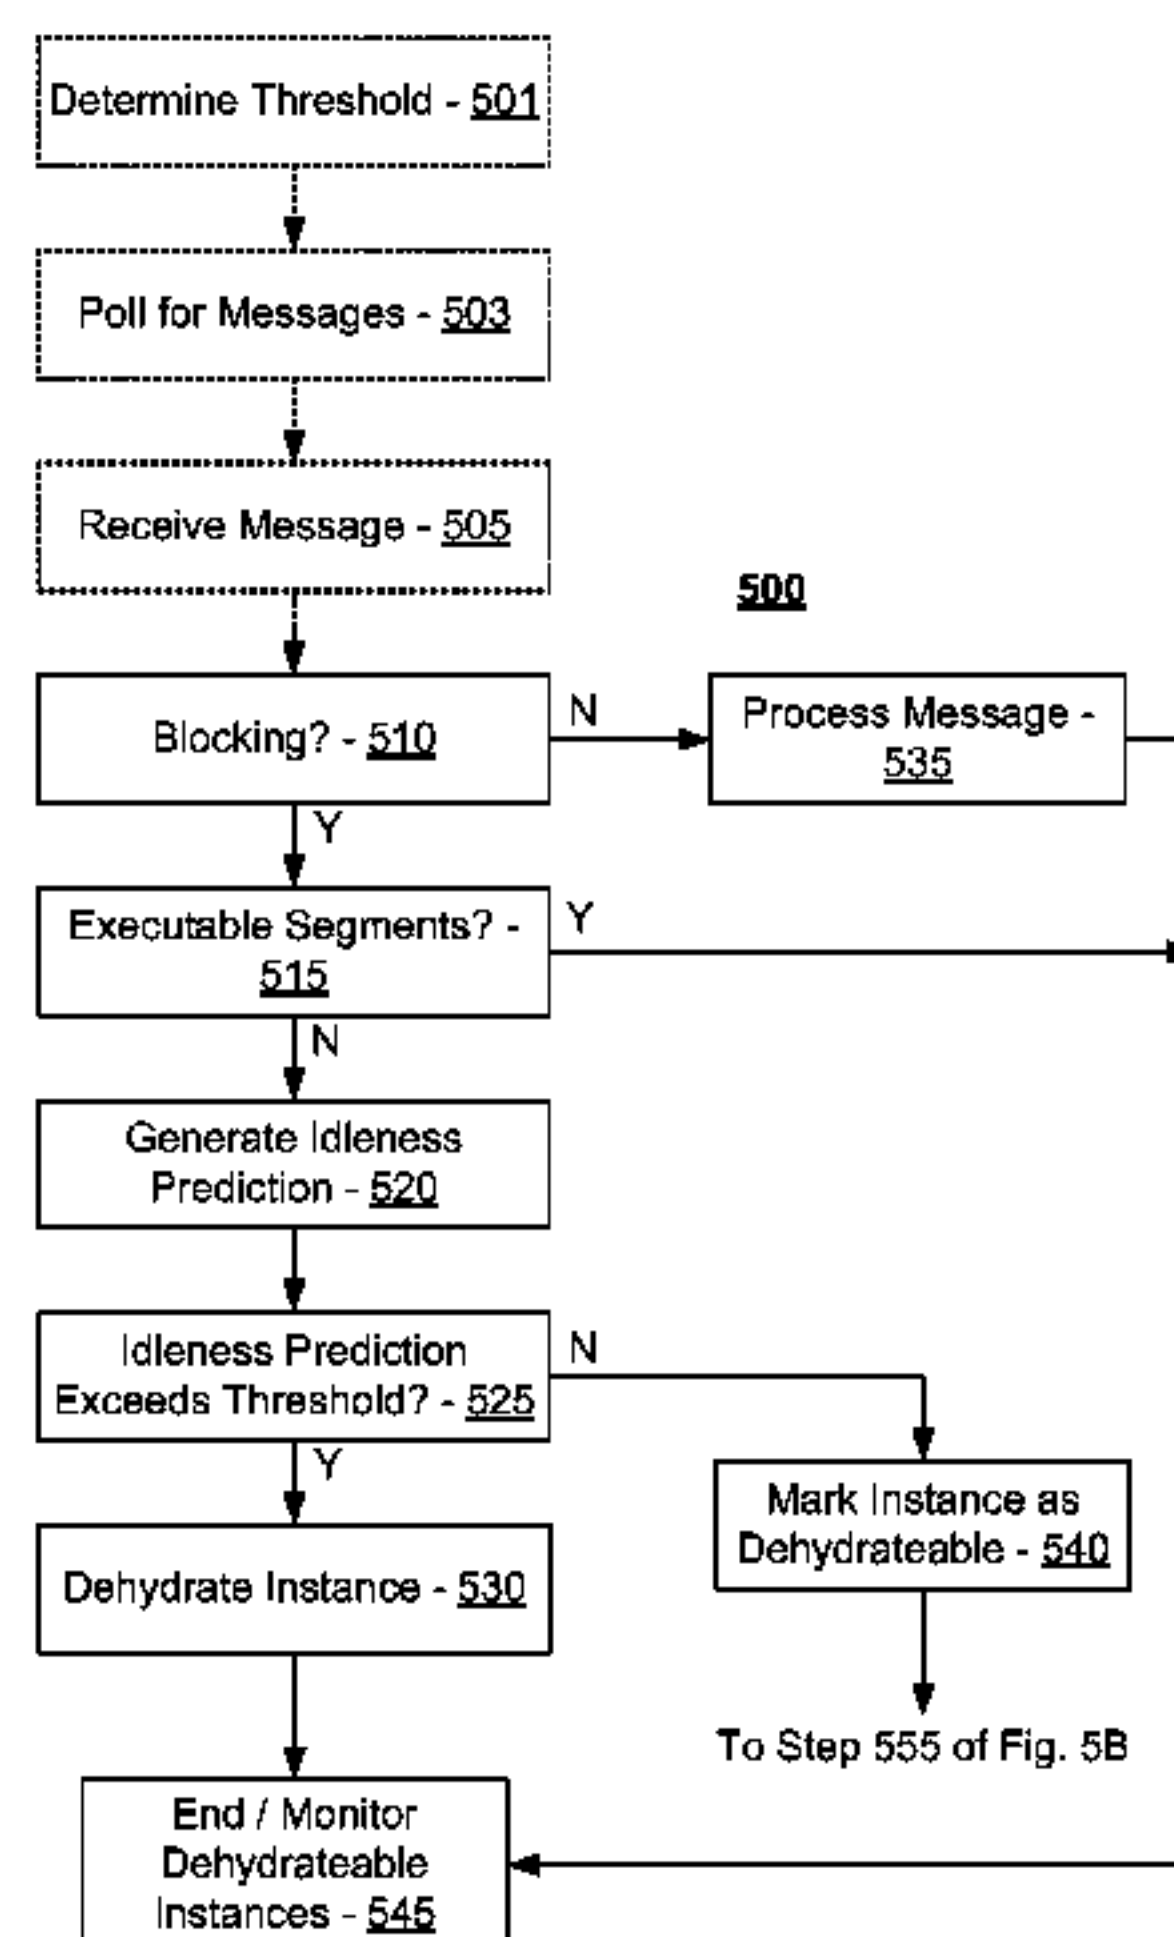 Determine Threshold - 501
Poll for Messages - 503
Receive Message - 505
500
Blocking? - 510
N
Process Message -
535
Y
Executable Segments? -
515
Y
N
Generate Idleness
Prediction - 520
Idleness Prediction
Exceeds Threshold? - 525
N
Y
Mark Instance as
Dehydrateable - 540
Dehydrate Instance - 530
To Step 555 of Fig. 5B
End / Monitor
Dehydrateable
Instances - 545